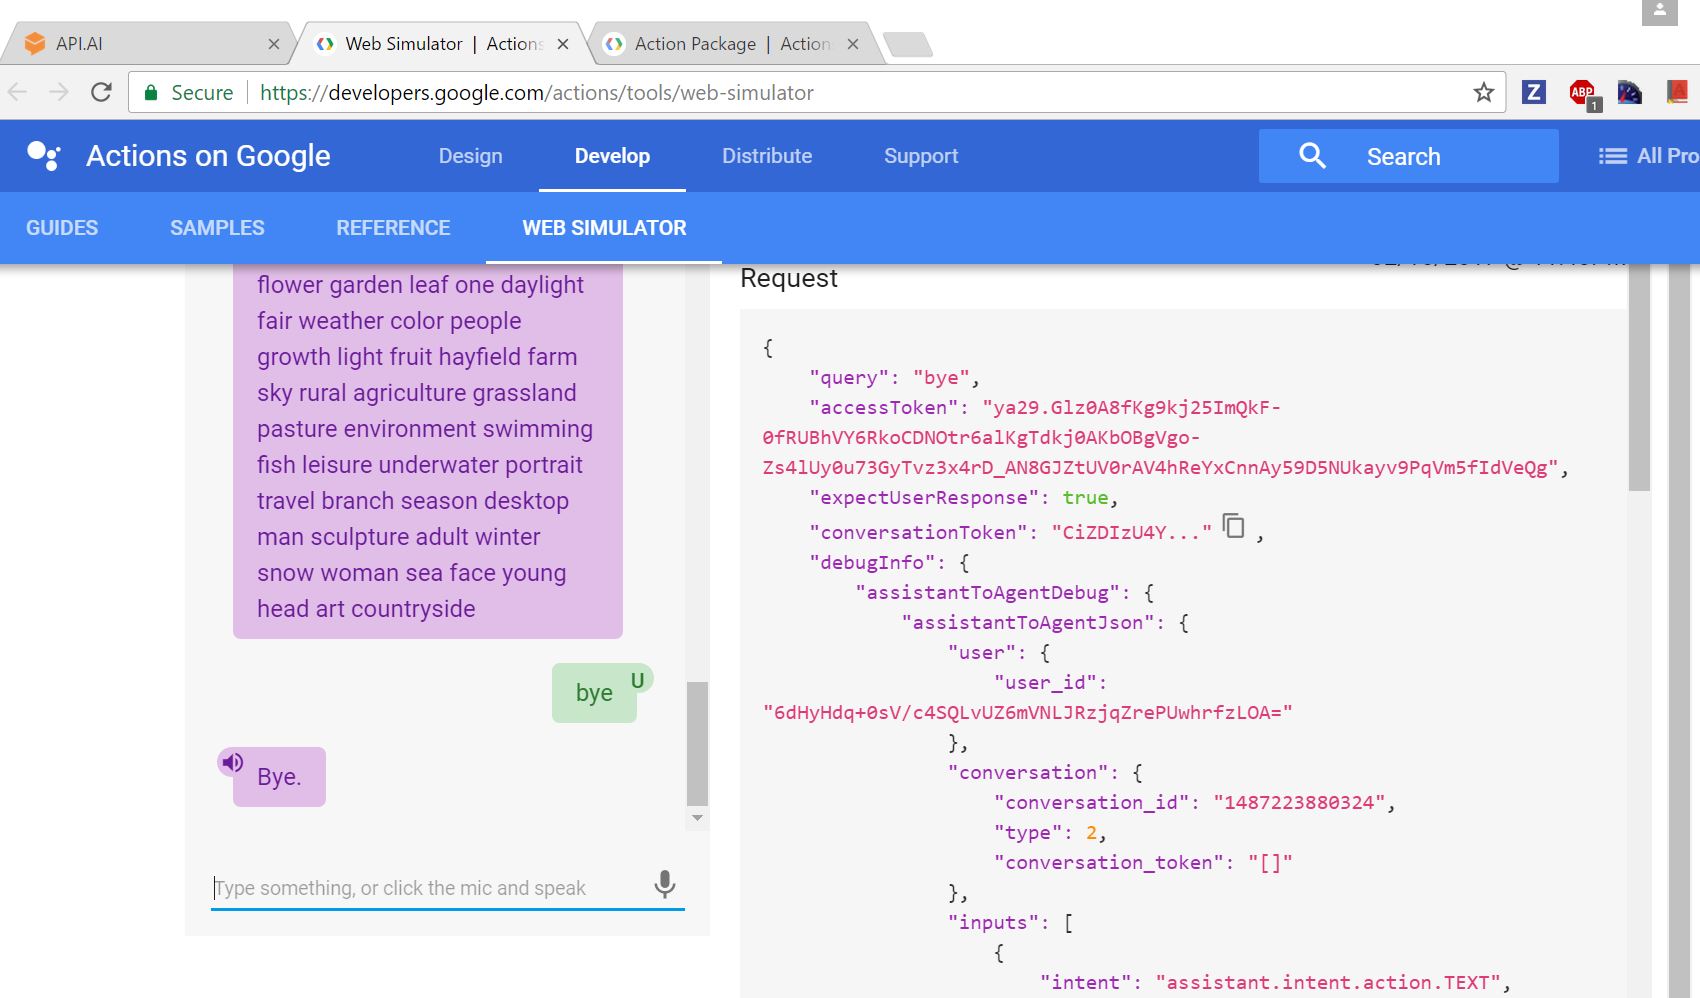 API.AI
Web Simulator | Actions
Action Package | Action
Secure https://developers.google.com/actions/tools/web-simulator
Z
ABP
1
A
Actions on Google
Design
Develop
Distribute
Support
Search
All Pro
GUIDES
SAMPLES
REFERENCE
WEB SIMULATOR
flower garden leaf one daylight
fair weather color people
growth light fruit hayfield farm
sky rural agriculture grassland
pasture environment swimming
fish leisure underwater portrait
travel branch season desktop
man sculpture adult winter
snow woman sea face young
head art countryside
bye
U
Bye.
Type something, or click the mic and speak
Request
{
"query": "bye",
"accessToken": "ya29.Glz0A8fKg9kj25ImQkF-
0fRUBhVY6RkoCDNOtr6alKgTdkj0AKbOBgVgo-
Zs4lUy0u73GyTvz3x4rD_AN8GJZtUV0rAV4hReYxCnnAy59D5NUkayv9PqVm5fIdVeQg",
"expectUserResponse": true,
"conversationToken": "CiZDIzU4Y..." ,
"debugInfo": {
"assistantToAgentDebug": {
"assistantToAgentJson": {
"user": {
"user_id":
"6dHyHdq+0sV/c4SQLvUZ6mVNLJRzjqZrePUwhrfzLOA="
},
"conversation": {
"conversation_id": "1487223880324",
"type": 2,
"conversation_token": "[]"
},
"inputs": [
{
"intent": "assistant.intent.action.TEXT",